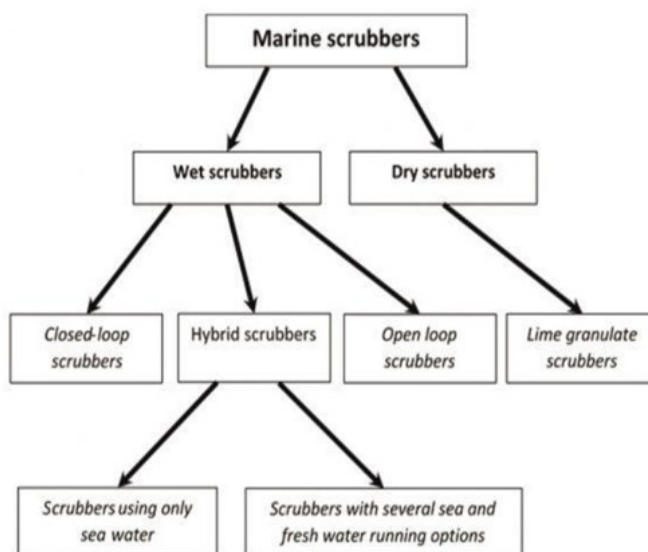 Marine scrubbers
Wet scrubbers
Dry scrubbers
Closed-loop
scrubbers
Hybrid scrubbers
Open loop
scrubbers
Lime granulate
scrubbers
Scrubbers using only
sea water
Scrubbers with several sea and
fresh water running options